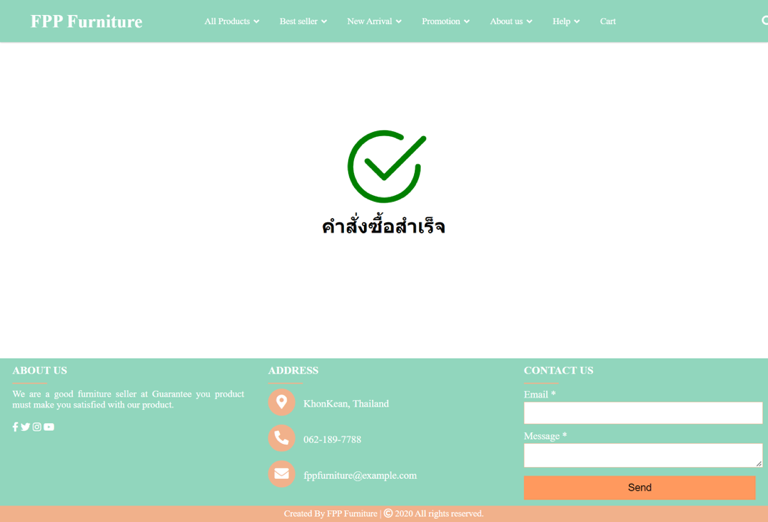 FPP Furniture
All Products
Best seller
New Arrival
Promotion
About us
Help
Cart
คำสั่งซื้อสำเร็จ
ABOUT US
We are a good furniture seller at Guarantee you product
must make you satisfied with our product.
ADDRESS
KhonKean, Thailand
062-189-7788
fppfurniture@example.com
CONTACT US
Email *
Message *
Send
Created By FPP Furniture | © 2020 All rights reserved.